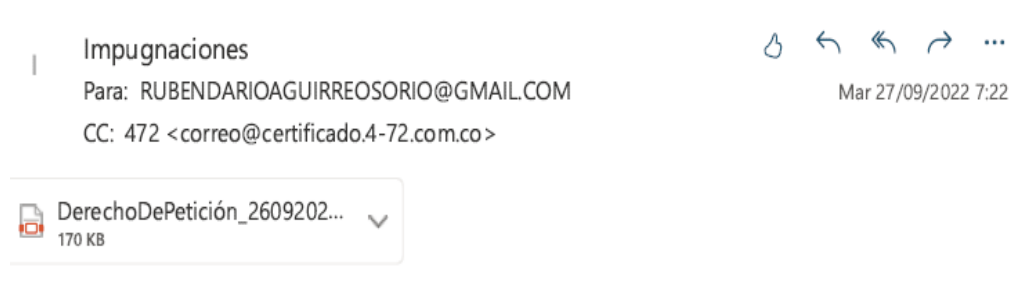 I
Impugnaciones
Para: RUBENDARIOAGUIRREOSORIO@GMAIL.COM
Mar 27/09/2022 7:22
CC: 472 <correo@certificado.4-72.com.co>
DerechoDePetición_2609202...
170 KB